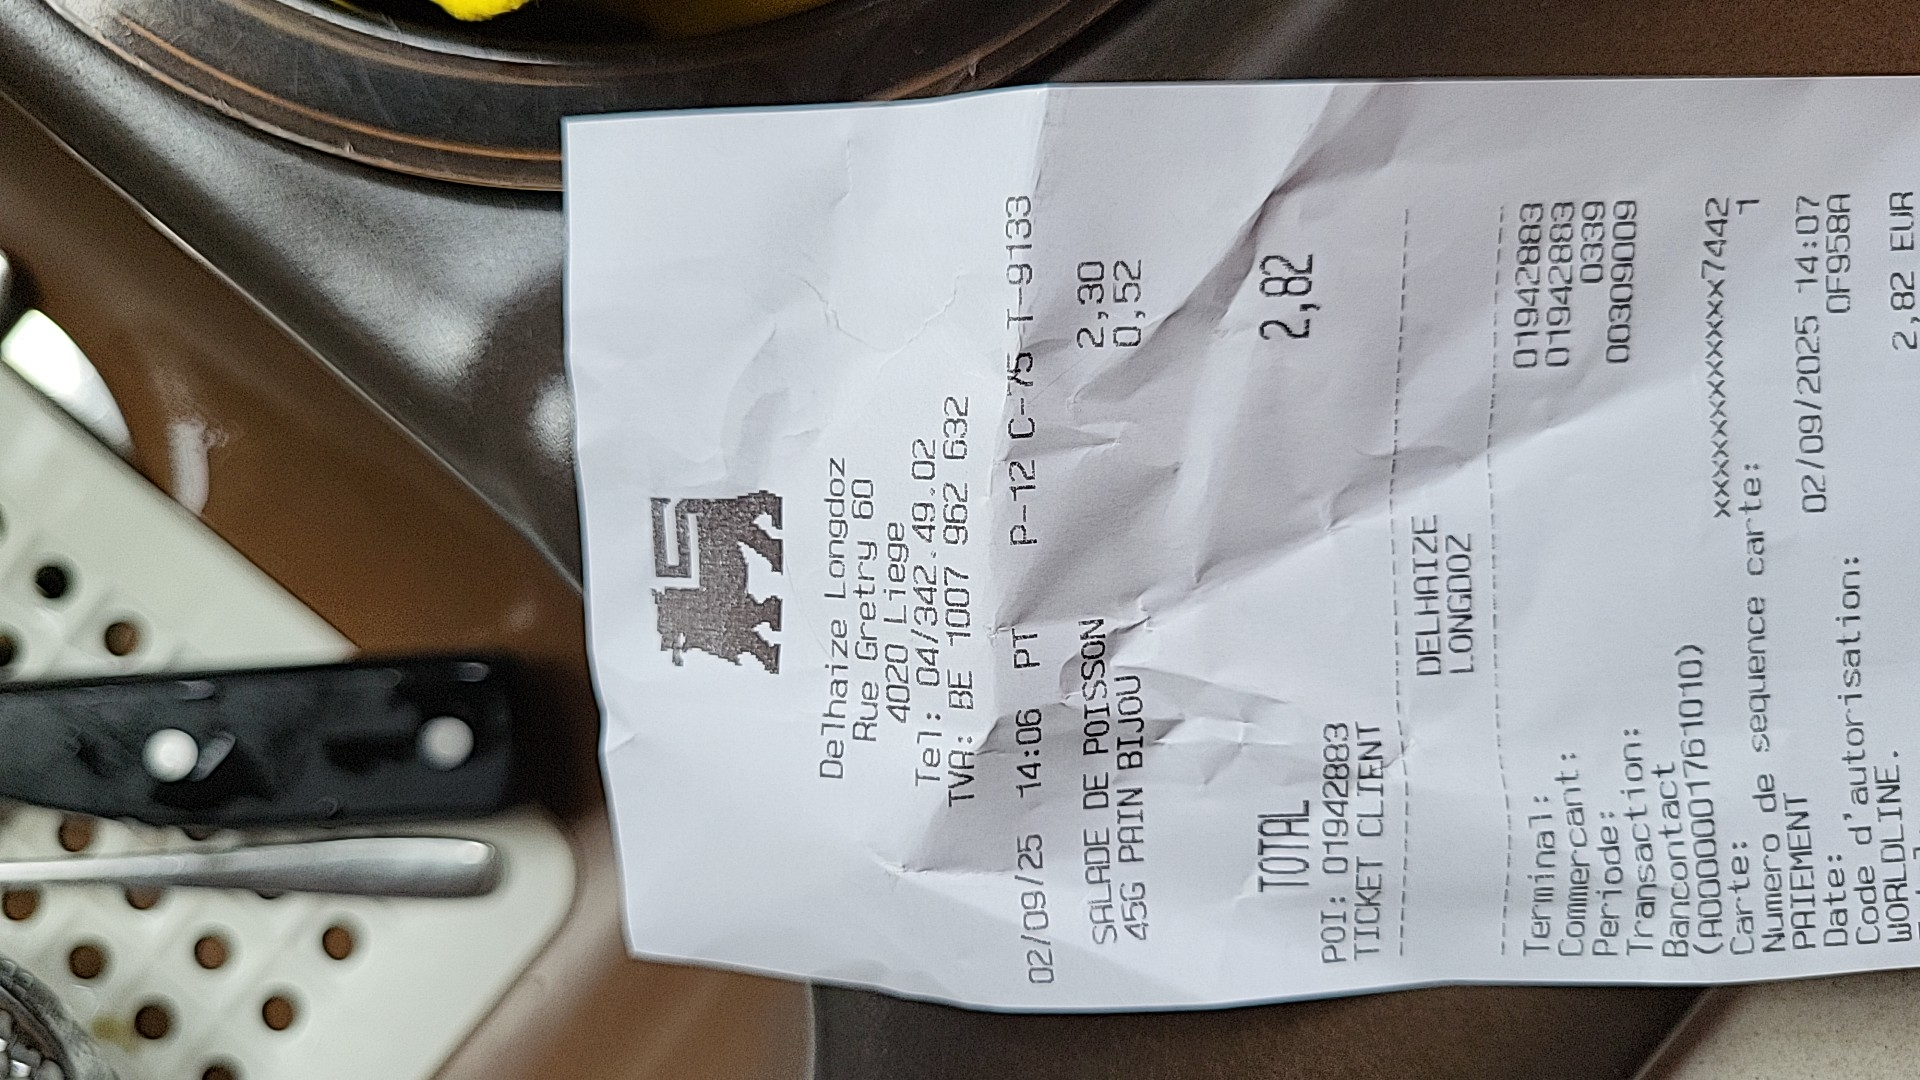 Delhaize Longdoz
Rue Gretry 60
4020 Liege
Tel: 04/342.49.02
TVA: BE 1007 962 632
02/09/25 14:06 PT P-12 C-75 T-9133
SALADE DE POISSON 2,30
45G PAIN BIJOU 0,52
TOTAL 2,82
POI: 01942883
TICKET CLIENT
DELHAIZE
LONGDOZ
Terminal: 01942883
Commercant: 01942883
Periode: 0339
Transaction: 00309009
Bancontact
(A0000001761010)
Carte: xxxxxxxxxxxxx7442
Numero de sequence carte: 1
PAIEMENT
Date: 02/09/2025 14:07
Code d'autorisation: 0F958A
WORLDLINE.
2,82 EUR